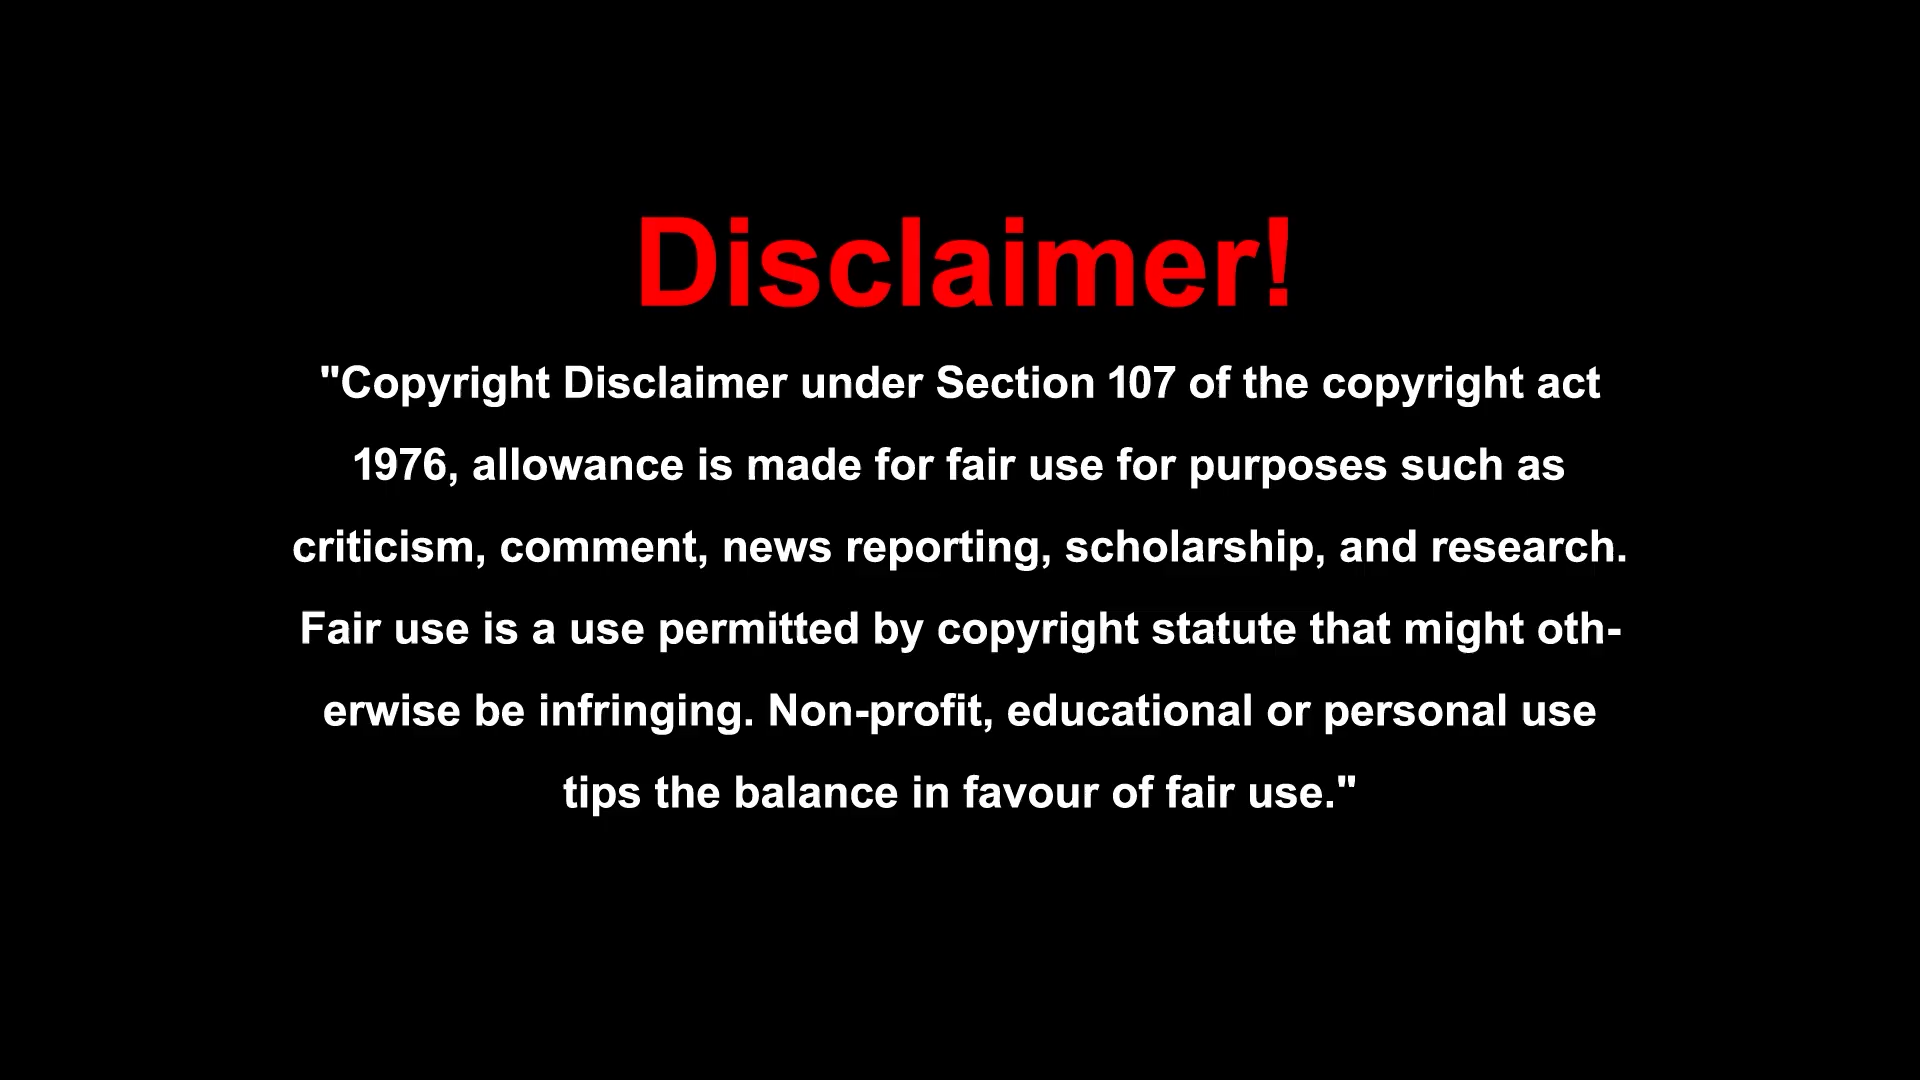 Disclaimer!
"Copyright Disclaimer under Section 107 of the copyright act
1976, allowance is made for fair use for purposes such as
criticism, comment, news reporting, scholarship, and research.
Fair use is a use permitted by copyright statute that might oth-
erwise be infringing. Non-profit, educational or personal use
tips the balance in favour of fair use."